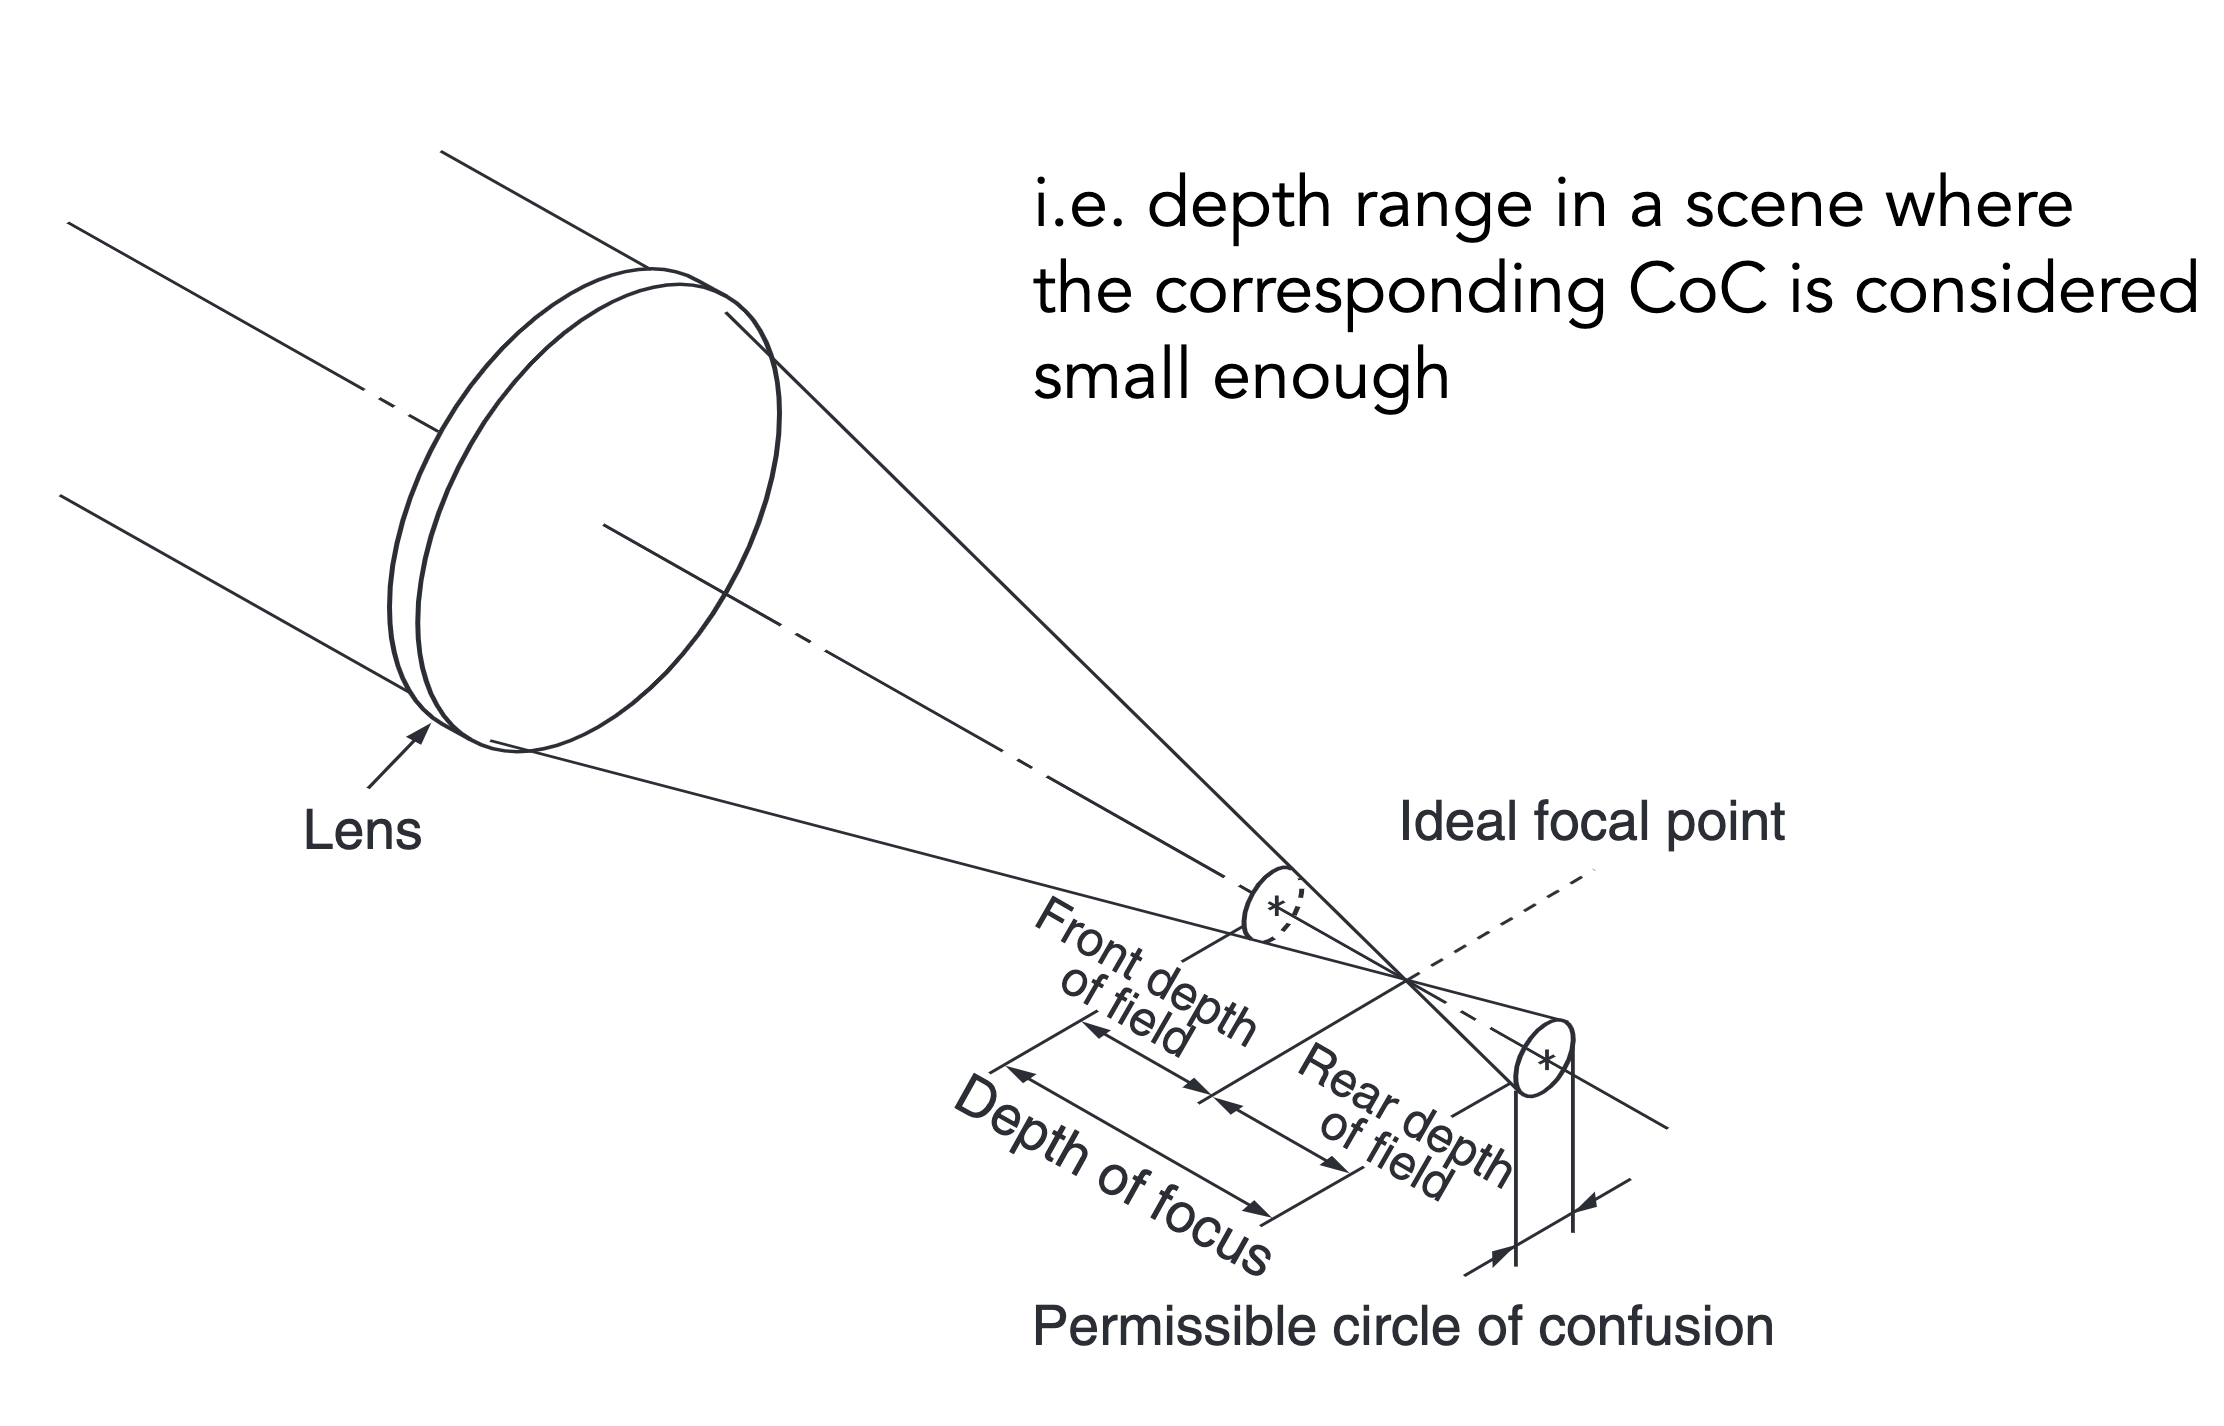 i.e. depth range in a scene where
the corresponding CoC is considered
small enough
Lens
Ideal focal point
Front depth
of field
Rear depth
of field
Depth of focus
Permissible circle of confusion